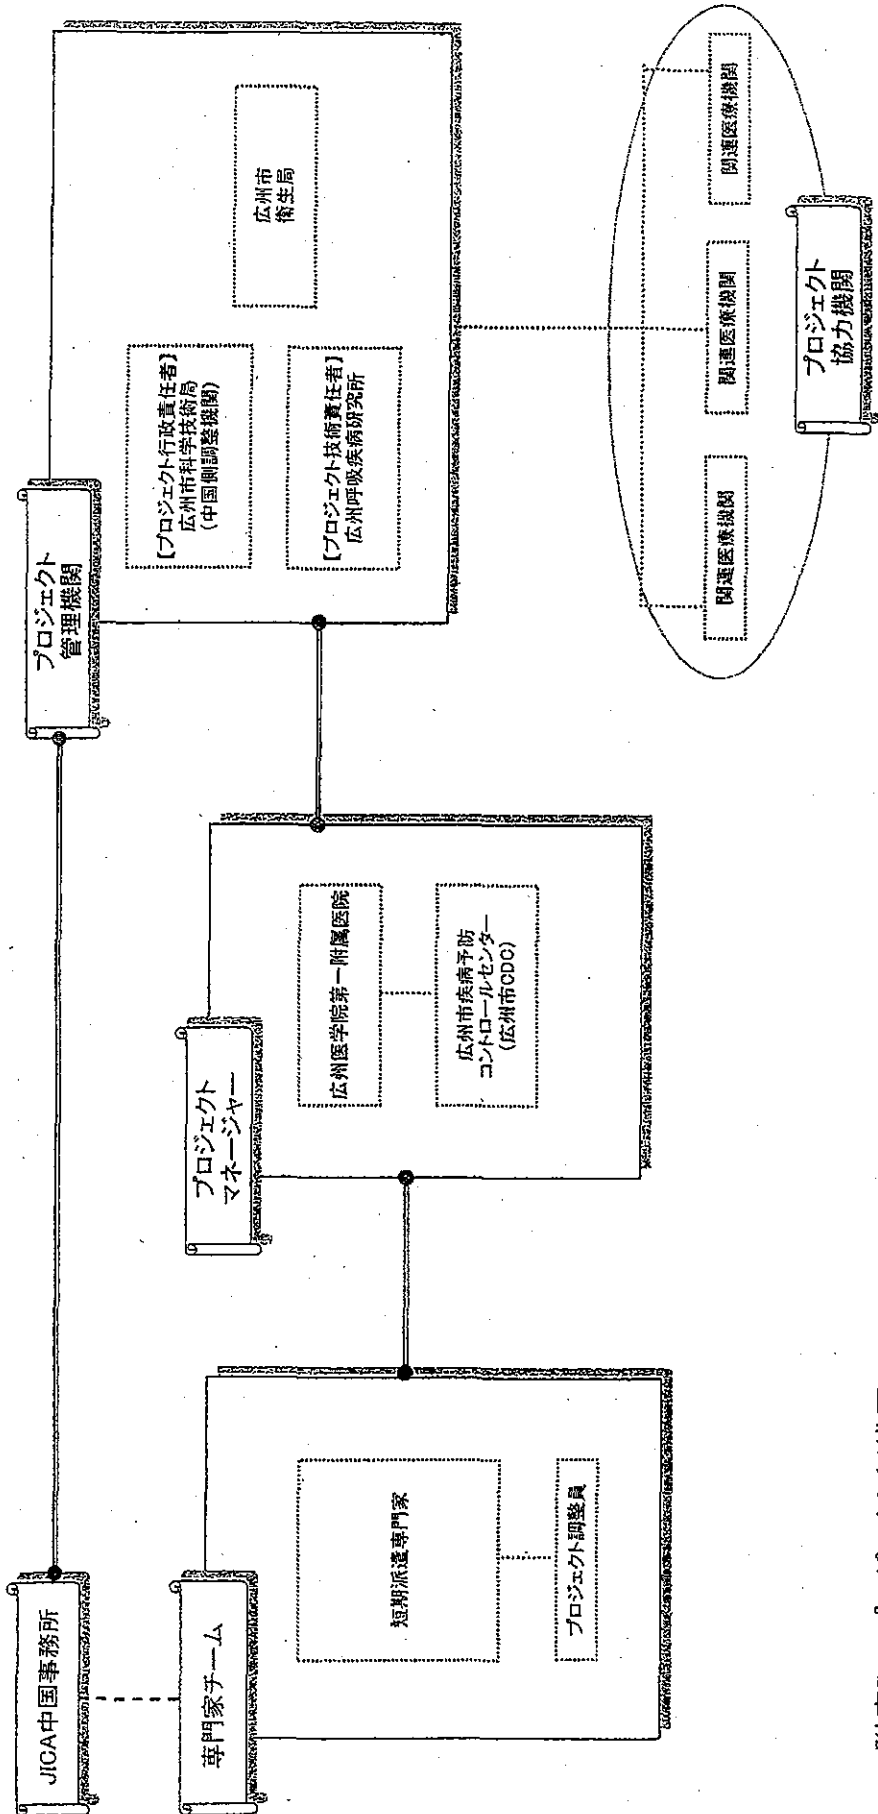 JICA中国事務所
専門家チーム
短期派遣専門家
プロジェクト調整員
プロジェクト
マネージャー
広州医学院第一附属医院
広州市疾病予防
コントロールセンター
(広州市CDC)
プロジェクト
管理機関
【プロジェクト行政責任者】
広州市科学技術局
(中国側調整機関)
【プロジェクト技術責任者】
広州呼吸疾病研究所
広州市
衛生局
関連医療機関
関連医療機関
関連医療機関
プロジェクト
協力機関